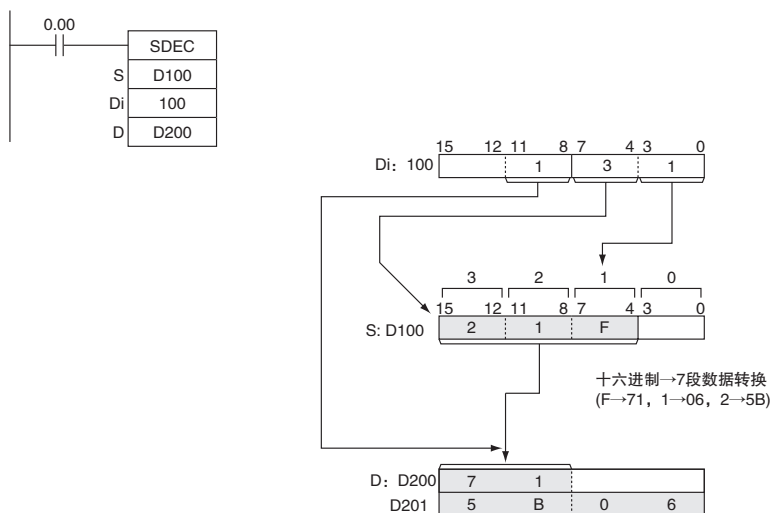 0.00
SDEC
S D100
Di 100
D D200
15 12 11 8 7 4 3 0
Di：100 1 3 1
3 2 1 0
15 12 11 8 7 4 3 0
S: D100 2 1 F
十六进制→7段数据转换
(F→71，1→06，2→5B)
D：D200 7 1
D201 5 B 0 6